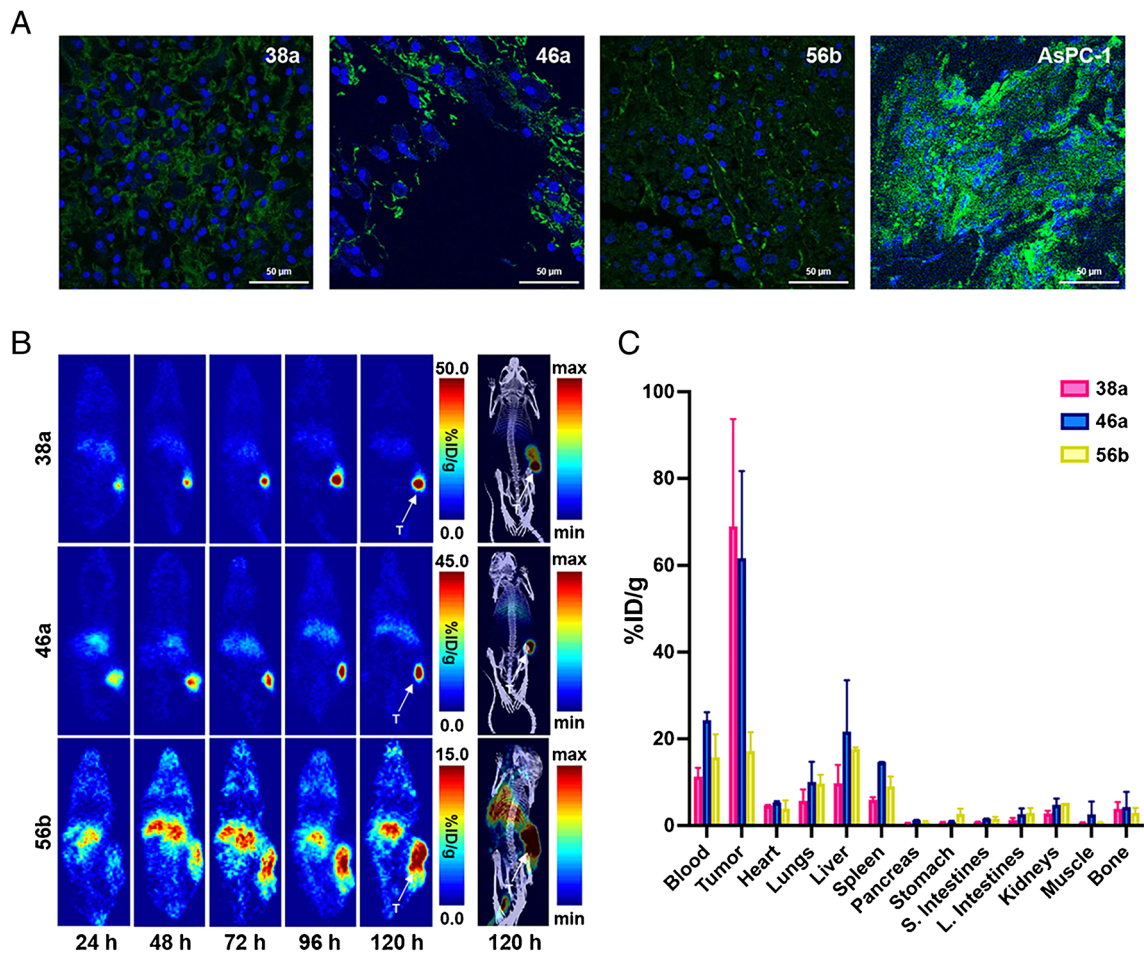 A
38a
46a
56b
AsPC-1
50 µm
50 µm
50 µm
50 µm
B
38a
50.0
%ID/g
0.0
max
min
T
T
46a
45.0
%ID/g
0.0
max
min
T
T
56b
15.0
%ID/g
0.0
max
min
T
T
24 h
48 h
72 h
96 h
120 h
120 h
C
38a
46a
56b
%ID/g
100
80
60
40
20
0
Blood
Tumor
Heart
Lungs
Liver
Spleen
Pancreas
Stomach
S. Intestines
L. Intestines
Kidneys
Muscle
Bone